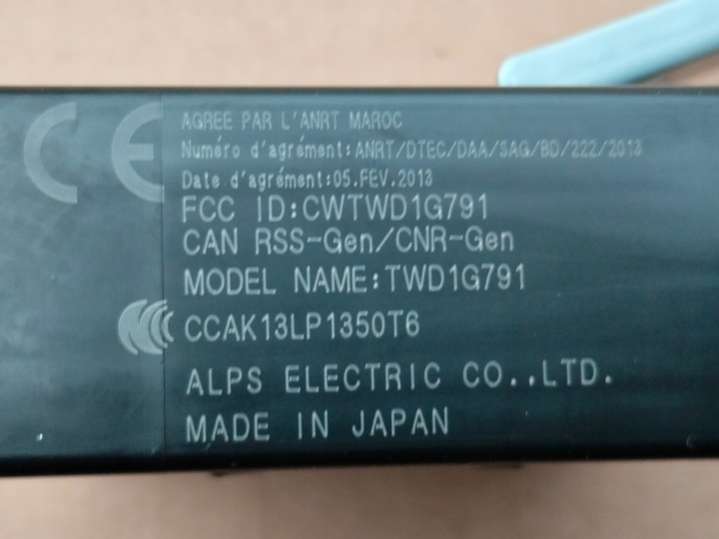 CE
AGREE PAR L'ANRT MAROC
Numéro d'agrément:ANRT/DTEC/DAA/SAG/BD/222/2013
Date d'agrément:05.FEV.2013
FCC ID:CWTWD1G791
CAN RSS-Gen/CNR-Gen
MODEL NAME:TWD1G791
CCAK13LP1350T6
ALPS ELECTRIC CO.,LTD.
MADE IN JAPAN